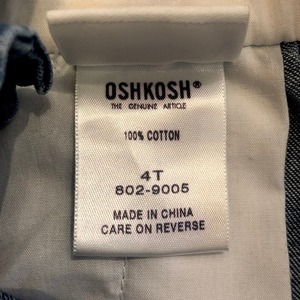 OSHKOSH®
THE GENUINE ARTICLE
100% COTTON
4T
802-9005
MADE IN CHINA
CARE ON REVERSE